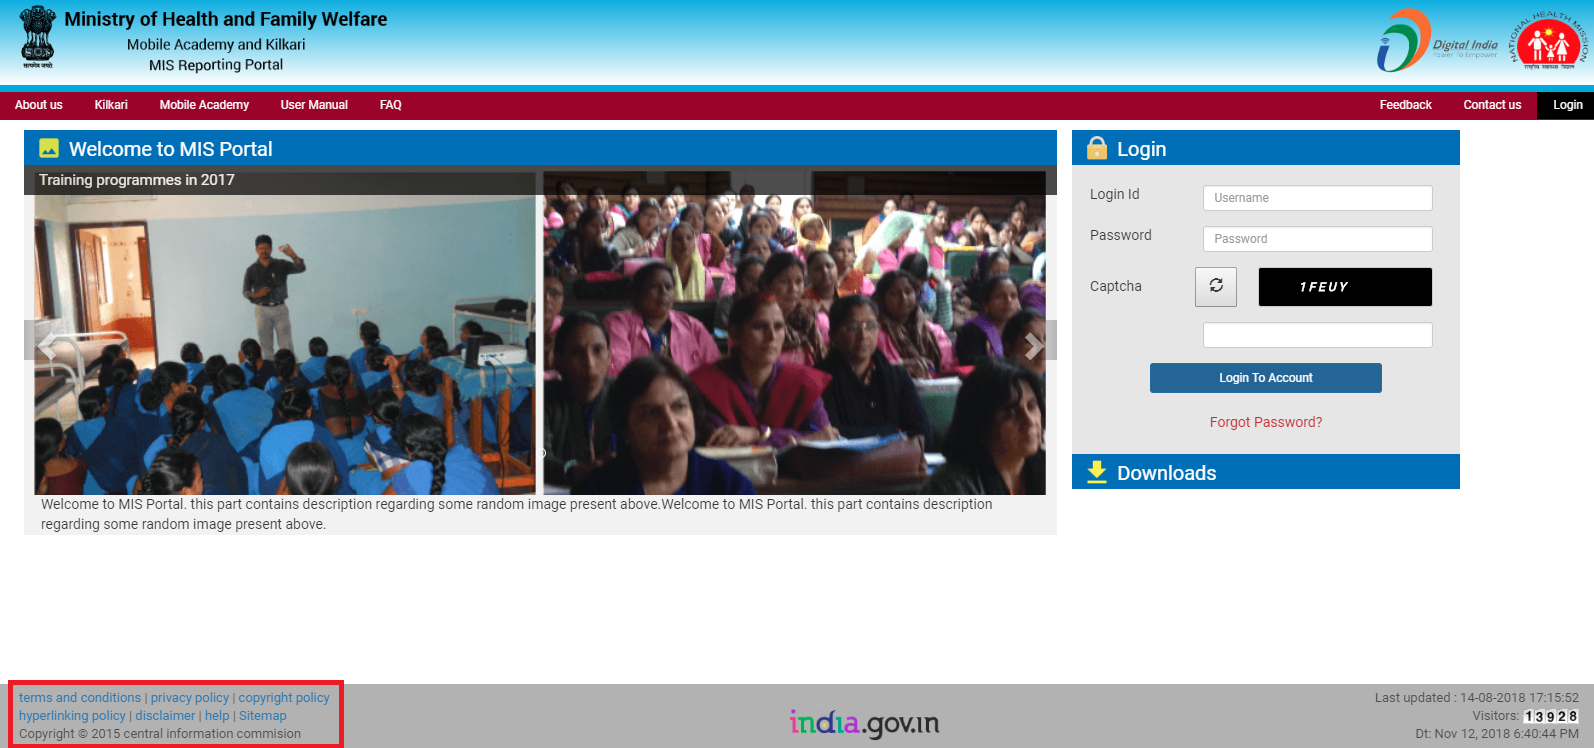 Ministry of Health and Family Welfare
Mobile Academy and Kilkari
MIS Reporting Portal
सत्यमेव जयते
Digital India
Power To Empower
NATIONAL HEALTH MISSION
राष्ट्रीय स्वास्थ्य मिशन
About us Kilkari Mobile Academy User Manual FAQ Feedback Contact us Login
Welcome to MIS Portal
Training programmes in 2017
Welcome to MIS Portal. this part contains description regarding some random image present above.Welcome to MIS Portal. this part contains description
regarding some random image present above.
Login
Login Id Username
Password Password
Captcha 1FEUY
Login To Account
Forgot Password?
Downloads
terms and conditions | privacy policy | copyright policy
hyperlinking policy | disclaimer | help | Sitemap
Copyright © 2015 central information commision
india.gov.in
Last updated : 14-08-2018 17:15:52
Visitors: 13928
Dt: Nov 12, 2018 6:40:44 PM